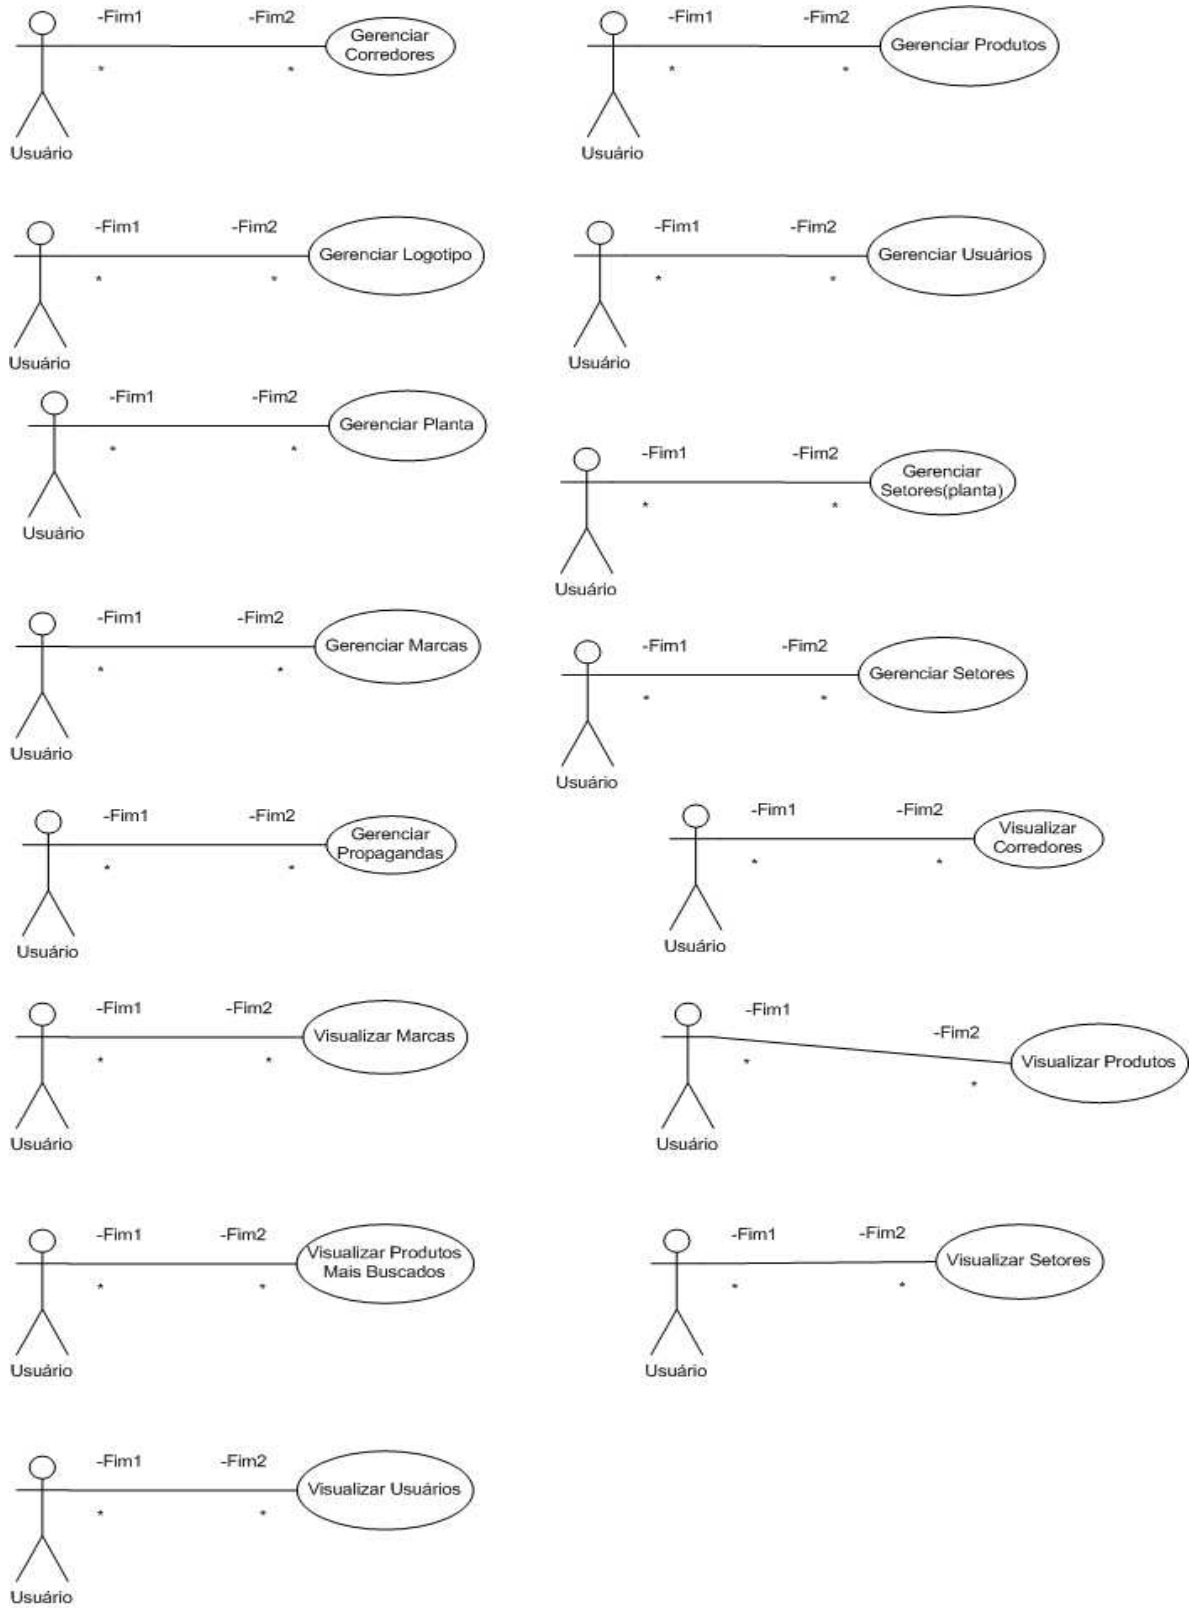 -Fim1
-Fim2
Gerenciar
Corredores
*
*
Usuário
-Fim1
-Fim2
Gerenciar Produtos
*
*
Usuário
-Fim1
-Fim2
Gerenciar Logotipo
*
*
Usuário
-Fim1
-Fim2
Gerenciar Usuários
*
*
Usuário
-Fim1
-Fim2
Gerenciar Planta
*
*
Usuário
-Fim1
-Fim2
Gerenciar
Setores(planta)
*
*
Usuário
-Fim1
-Fim2
Gerenciar Marcas
*
*
Usuário
-Fim1
-Fim2
Gerenciar Setores
*
*
Usuário
-Fim1
-Fim2
Gerenciar
Propagandas
*
*
Usuário
-Fim1
-Fim2
Visualizar
Corredores
*
*
Usuário
-Fim1
-Fim2
Visualizar Marcas
*
*
Usuário
-Fim1
-Fim2
Visualizar Produtos
*
*
Usuário
-Fim1
-Fim2
Visualizar Produtos
Mais Buscados
*
*
Usuário
-Fim1
-Fim2
Visualizar Setores
*
*
Usuário
-Fim1
-Fim2
Visualizar Usuários
*
*
Usuário